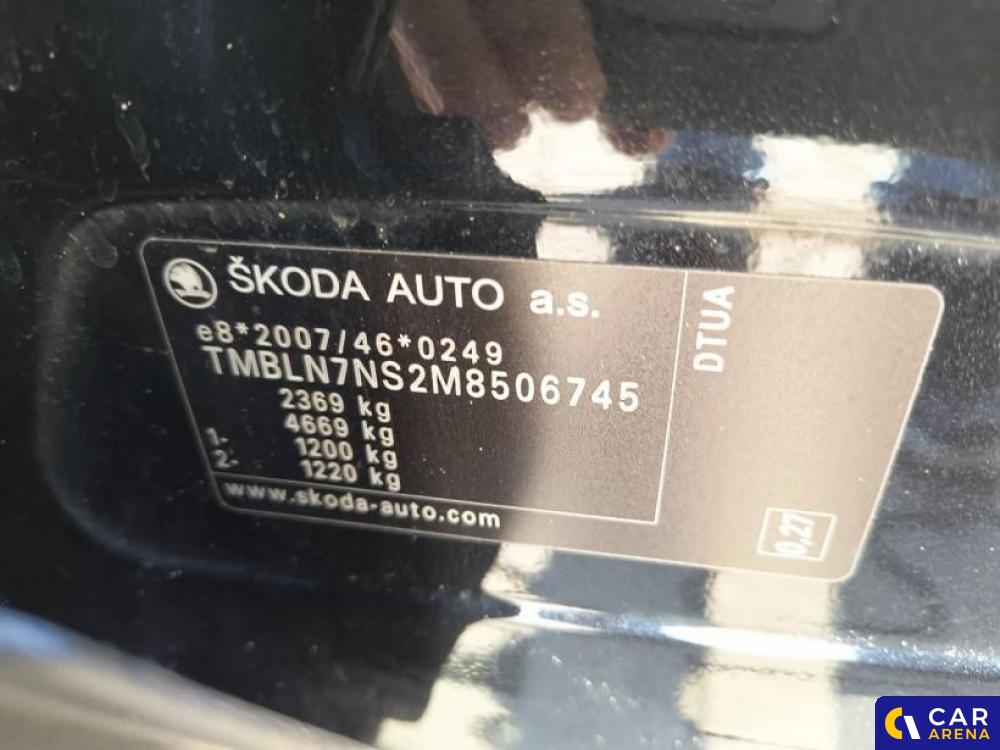 ŠKODA AUTO a.s.
e8*2007/46*0249
TMBLN7NS2M8506745
2369 kg
4669 kg
1- 1200 kg
2- 1220 kg
www.skoda-auto.com
DTUA
0,27
CAR
ARENA